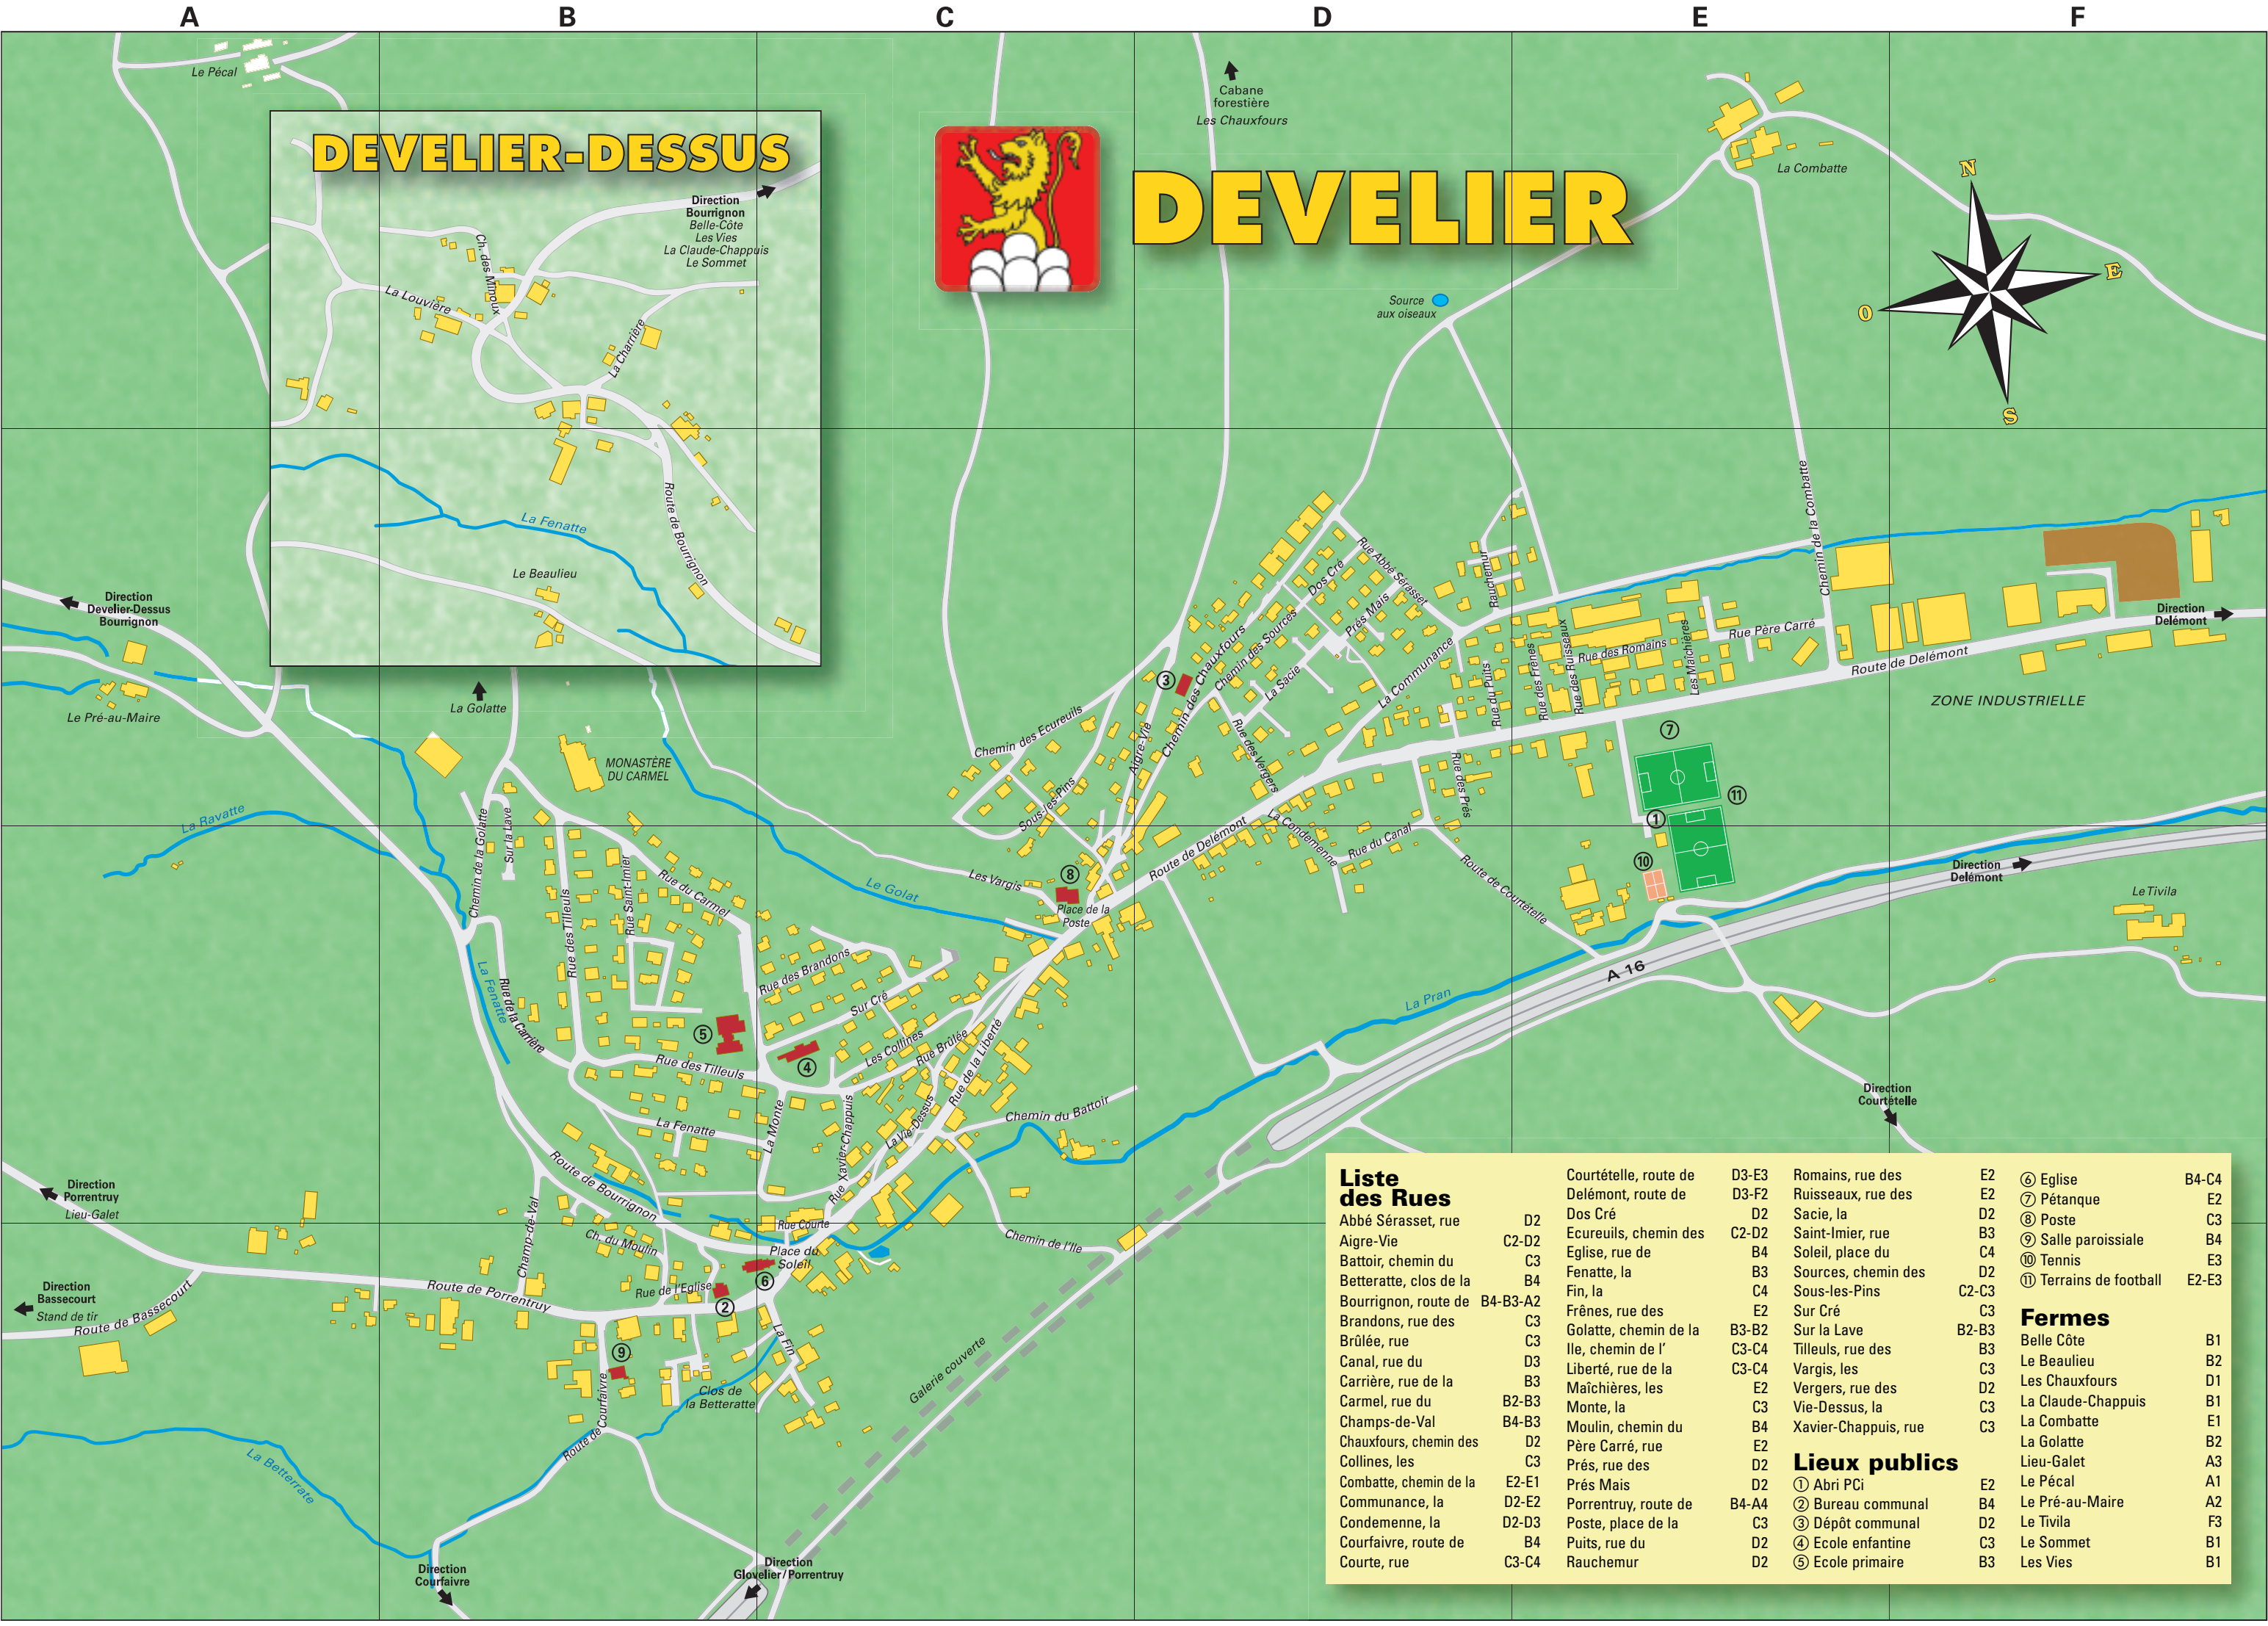 A
B
C
D
E
F
Le Pécal
DEVELIER-DESSUS
Direction
Bourrignon
Belle-Côte
Les Vies
La Claude-Chappuis
Le Sommet
Ch. des Minoux
La Louvière
La Charrière
Route de Bourrignon
La Fenatte
Le Beaulieu
Cabane
forestière
Les Chauxfours
DEVELIER
La Combatte
N
E
O
S
Source
aux oiseaux
Direction
Develier-Dessus
Bourrignon
Le Pré-au-Maire
La Golatte
MONASTÈRE
DU CARMEL
La Ravatte
Chemin de la Golatte
Sur la Lave
Rue des Tilleuls
Rue Saint-Imier
Rue du Carmel
Le Golat
Les Vargis
8
Place de la
Poste
Chemin des Ecureuils
Sous-les-Pins
Aigre-Vie
3
Chemin des Chauxfours
Chemin des Sources
Dos Cré
Rue Abbé Sérasset
Prés Mais
La Sacie
Rue des Vergers
La Communance
Rauchemur
Rue du Puits
Rue des Frênes
Rue des Ruisseaux
Rue des Romains
Les Maîchières
Rue Père Carré
Chemin de la Combatte
Route de Delémont
Direction
Delémont
ZONE INDUSTRIELLE
7
11
1
10
Rue des Prés
Route de Delémont
La Condemenne
Rue du Canal
Route de Courtételle
Direction
Delémont
Le Tivila
A 16
La Pran
Direction
Courtételle
La Fenatte
Rue de la Carrière
Rue des Brandons
Sur Cré
5
4
Les Collines
Rue Brûlée
Rue de la Liberté
Rue des Tilleuls
La Fenatte
La Monte
Rue Xavier-Chappuis
La Vie-Dessus
Chemin du Battoir
Route de Bourrignon
Direction
Porrentruy
Lieu-Galet
Champ-de-Val
Ch. du Moulin
Rue Courte
Place du
Soleil
6
Chemin de l'Ile
Rue de l'Eglise
2
Route de Porrentruy
Direction
Bassecourt
Stand de tir
Route de Bassecourt
La Fin
9
Clos de
la Betteratte
Route de Courfaivre
Galerie couverte
La Betterrate
Direction
Courfaivre
Direction
Glovelier/Porrentruy
Liste
des Rues
Abbé Sérasset, rue D2
Aigre-Vie C2-D2
Battoir, chemin du C3
Betteratte, clos de la B4
Bourrignon, route de B4-B3-A2
Brandons, rue des C3
Brûlée, rue C3
Canal, rue du D3
Carrière, rue de la B3
Carmel, rue du B2-B3
Champs-de-Val B4-B3
Chauxfours, chemin des D2
Collines, les C3
Combatte, chemin de la E2-E1
Communance, la D2-E2
Condemenne, la D2-D3
Courfaivre, route de B4
Courte, rue C3-C4
Courtételle, route de D3-E3
Delémont, route de D3-F2
Dos Cré D2
Ecureuils, chemin des C2-D2
Eglise, rue de B4
Fenatte, la B3
Fin, la C4
Frênes, rue des E2
Golatte, chemin de la B3-B2
Ile, chemin de l' C3-C4
Liberté, rue de la C3-C4
Maîchières, les E2
Monte, la C3
Moulin, chemin du B4
Père Carré, rue E2
Prés, rue des D2
Prés Mais D2
Porrentruy, route de B4-A4
Poste, place de la C3
Puits, rue du D2
Rauchemur D2
Romains, rue des E2
Ruisseaux, rue des E2
Sacie, la D2
Saint-Imier, rue B3
Soleil, place du C4
Sources, chemin des D2
Sous-les-Pins C2-C3
Sur Cré C3
Sur la Lave B2-B3
Tilleuls, rue des B3
Vargis, les C3
Vergers, rue des D2
Vie-Dessus, la C3
Xavier-Chappuis, rue C3
Lieux publics
1 Abri PCi E2
2 Bureau communal B4
3 Dépôt communal D2
4 Ecole enfantine C3
5 Ecole primaire B3
6 Eglise B4-C4
7 Pétanque E2
8 Poste C3
9 Salle paroissiale B4
10 Tennis E3
11 Terrains de football E2-E3
Fermes
Belle Côte B1
Le Beaulieu B2
Les Chauxfours D1
La Claude-Chappuis B1
La Combatte E1
La Golatte B2
Lieu-Galet A3
Le Pécal A1
Le Pré-au-Maire A2
Le Tivila F3
Le Sommet B1
Les Vies B1